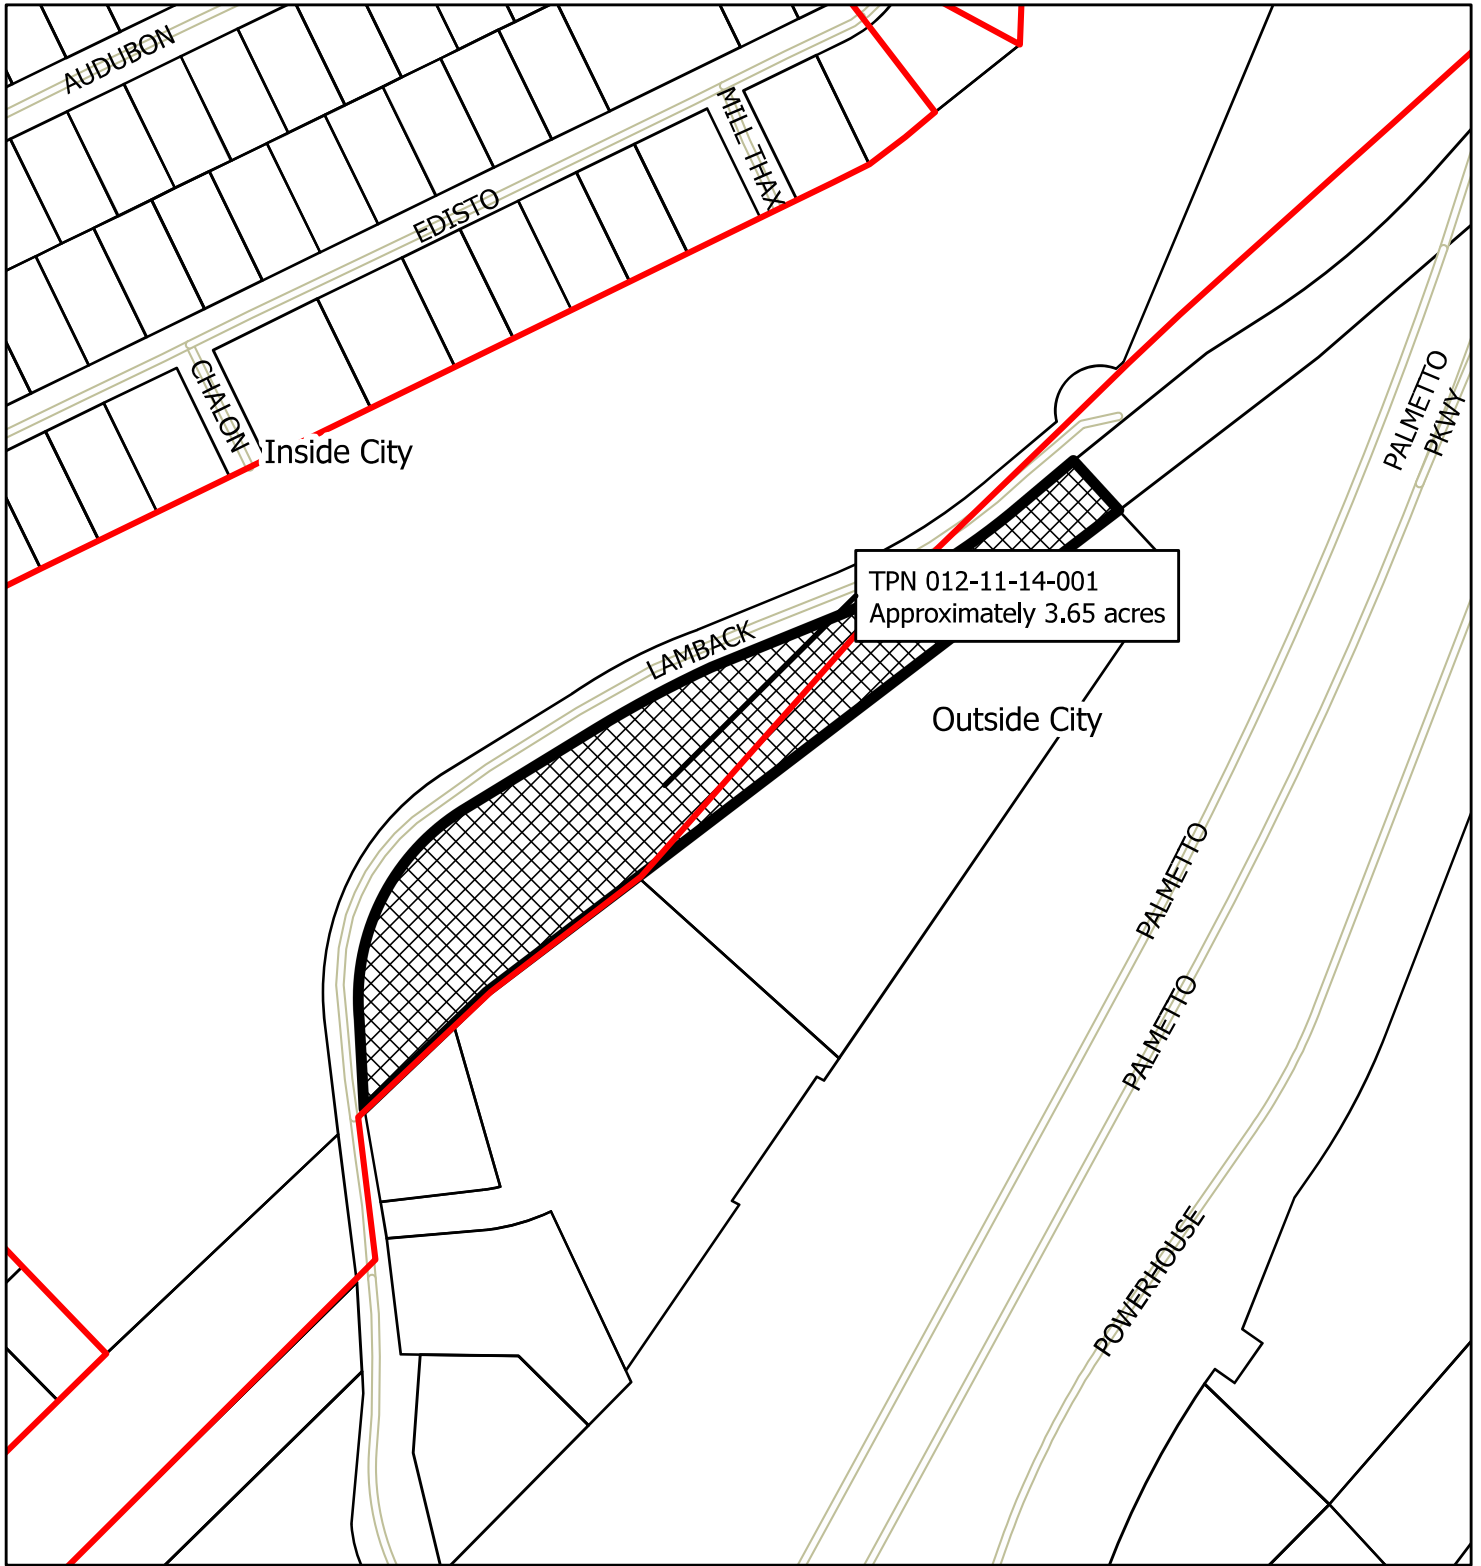 AUDUBON
MILL THAX
EDISTO
CHALON
Inside City
PALMETTO
PKWY
TPN 012-11-14-001
Approximately 3.65 acres
LAMBACK
Outside City
PALMETTO
PALMETTO
POWERHOUSE